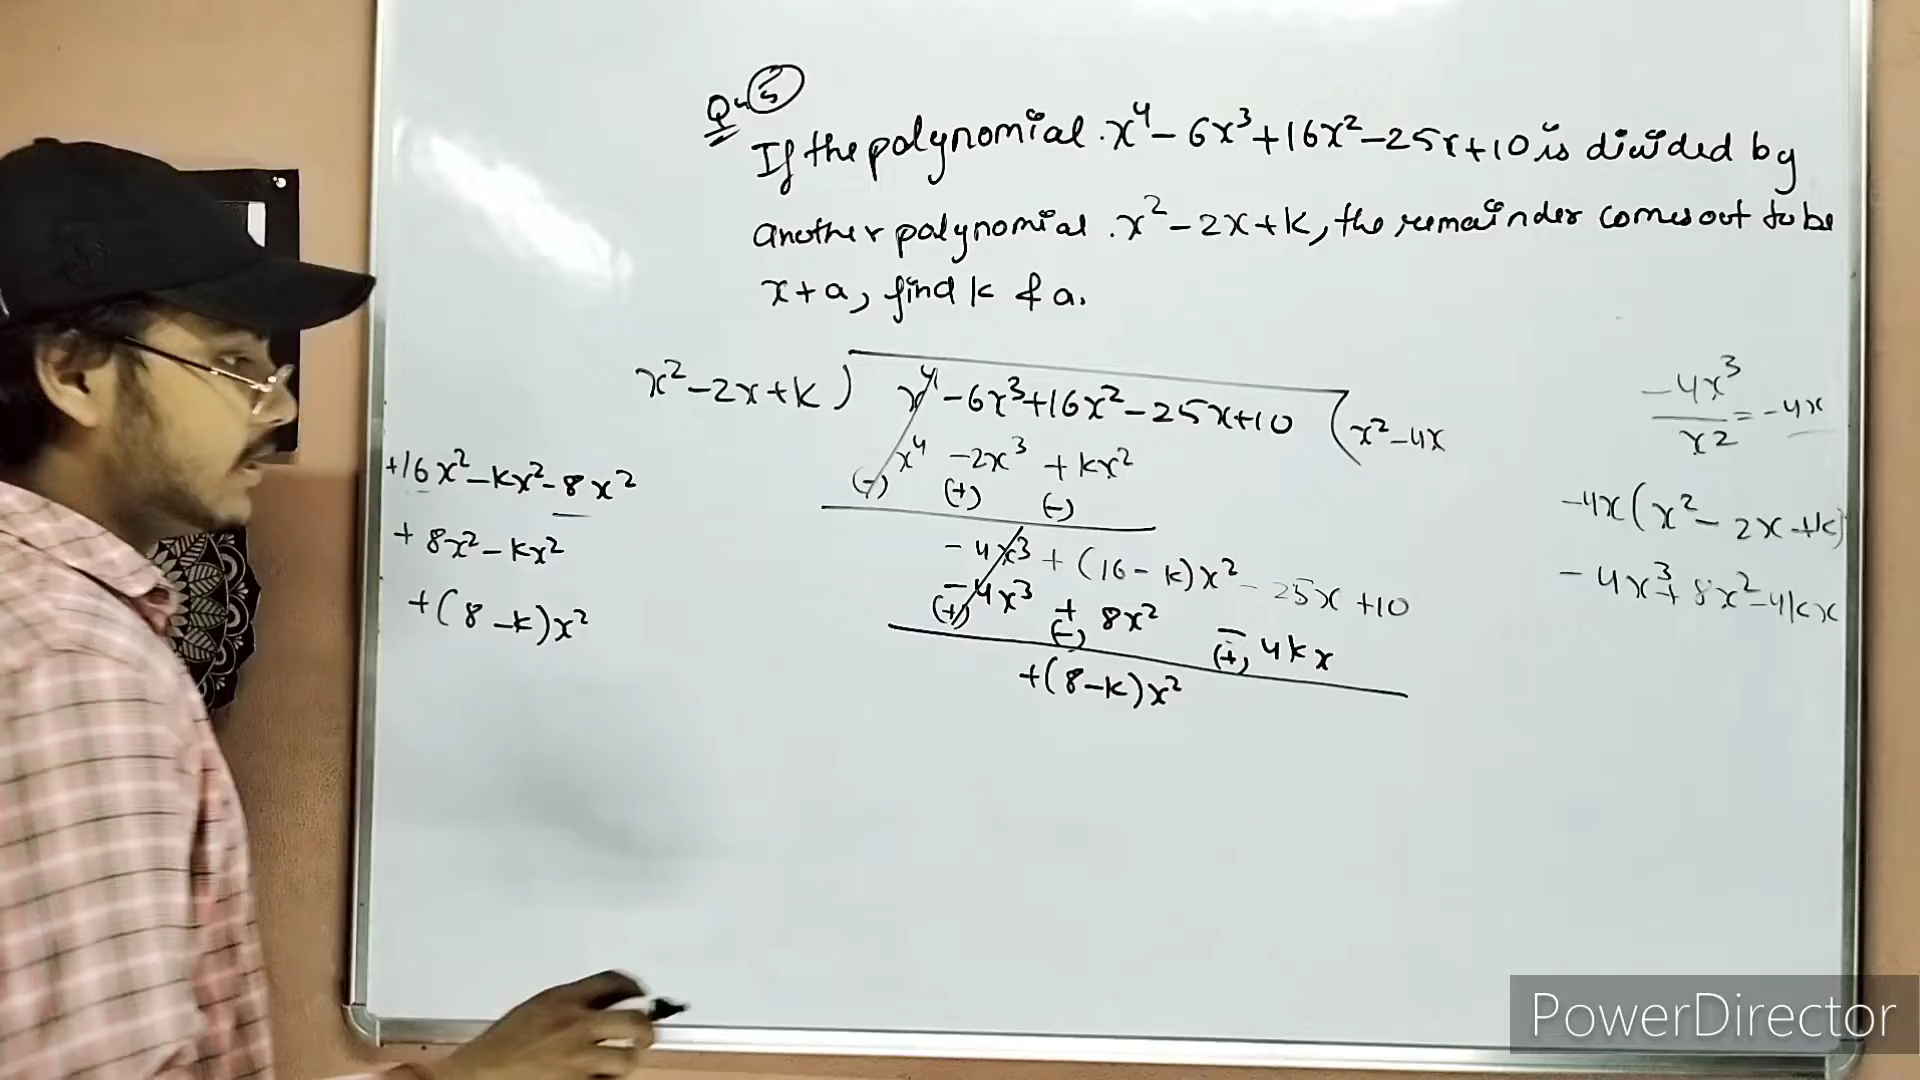 Q. 5
If the polynomial x⁴ - 6x³ + 16x² - 25x + 10 is divided by
another polynomial x² - 2x + k, the remainder comes out to be
x + a, find k & a.
x² - 2x + k ) x⁴ - 6x³ + 16x² - 25x + 10 ( x² - 4x
x⁴ - 2x³ + kx²
(-) (+) (-)
- 4x³ + (16 - k)x² - 25x + 10
- 4x³ + 8x² - 4kx
(+) (-) (+)
+(8 - k)x²
+16x² - kx² - 8x²
+ 8x² - kx²
+(8 - k)x²
-4x³/x² = -4x
-4x(x² - 2x + k)
- 4x³ + 8x² - 4kx
PowerDirector